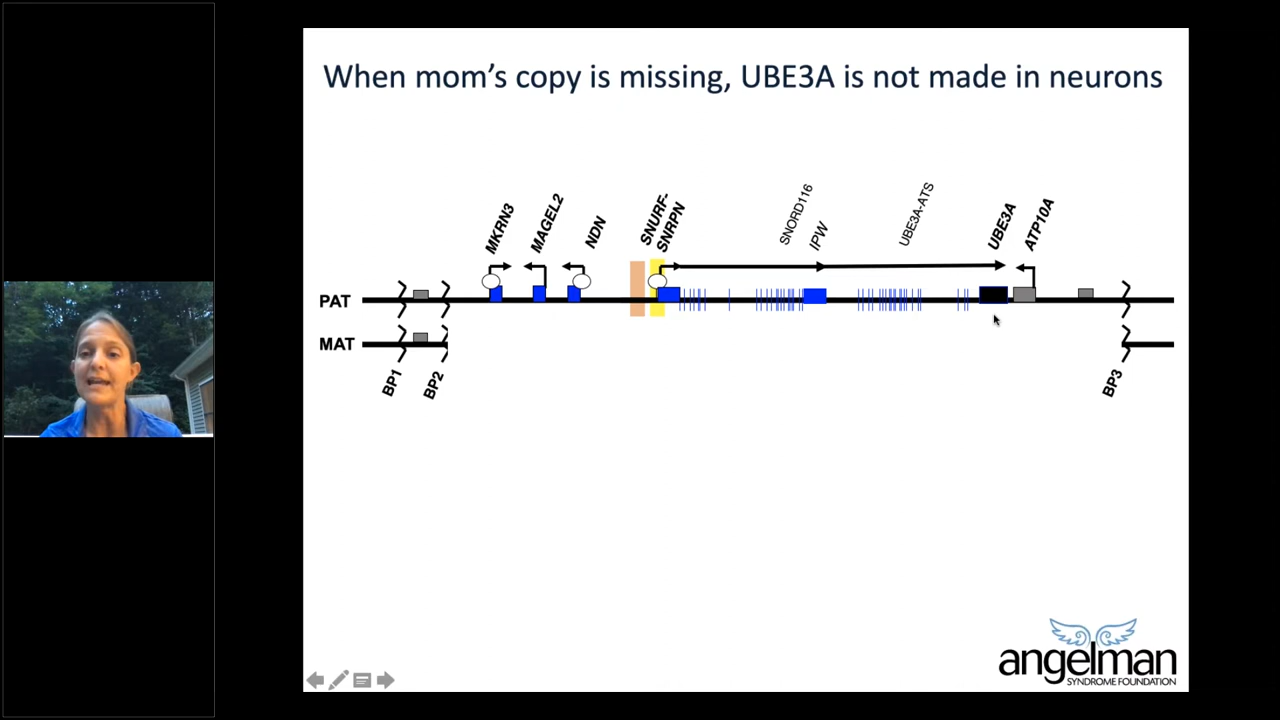 When mom’s copy is missing, UBE3A is not made in neurons
MKRN3
MAGEL2
NDN
SNURF-
SNRPN
SNORD116
IPW
UBE3A-ATS
UBE3A
ATP10A
PAT
MAT
BP1
BP2
BP3
angelman
SYNDROME FOUNDATION